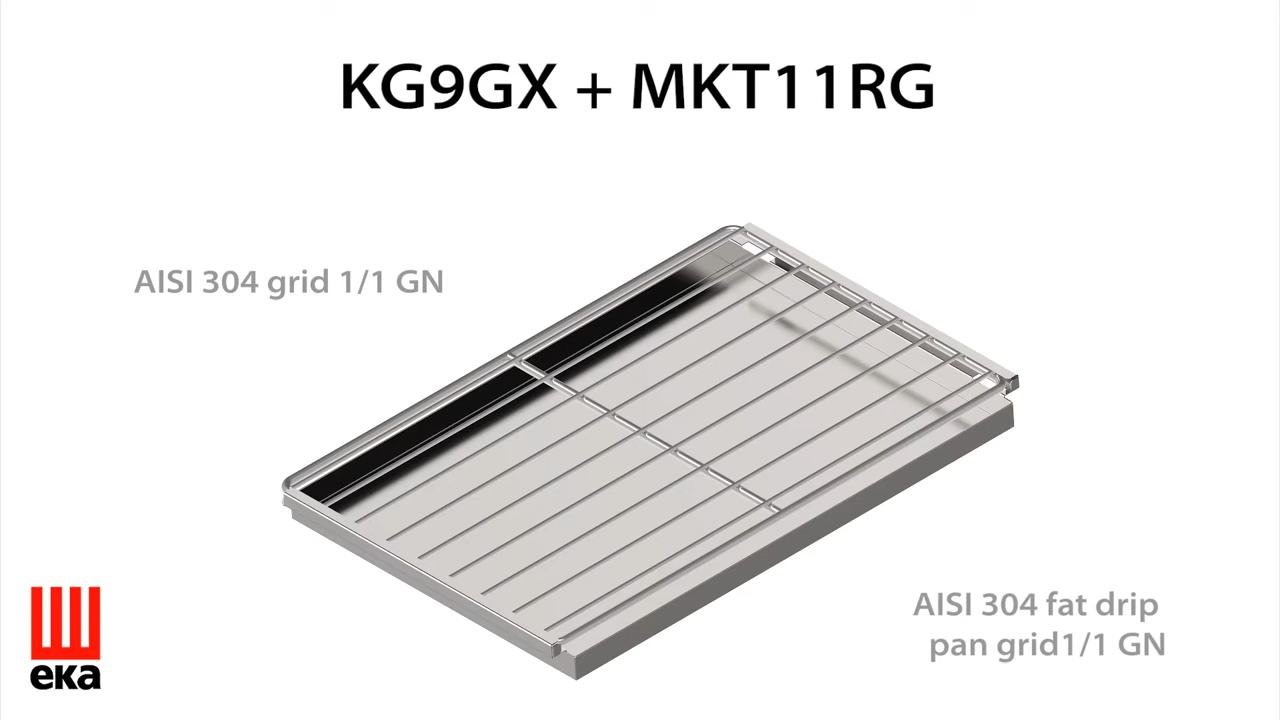 KG9GX + MKT11RG
AISI 304 grid 1/1 GN
AISI 304 fat drip
pan grid1/1 GN
eka